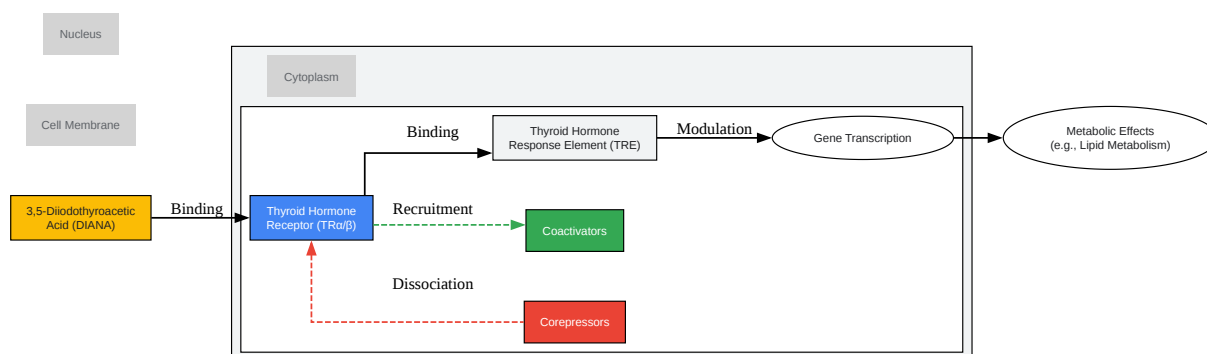 Nucleus
Cytoplasm
Cell Membrane
Binding
Thyroid Hormone
Response Element (TRE)
Modulation
Gene Transcription
Metabolic Effects
(e.g., Lipid Metabolism)
3,5-Diiodothyroacetic
Acid (DIANA)
Binding
Thyroid Hormone
Receptor (TRα/β)
Recruitment
Coactivators
Dissociation
Corepressors